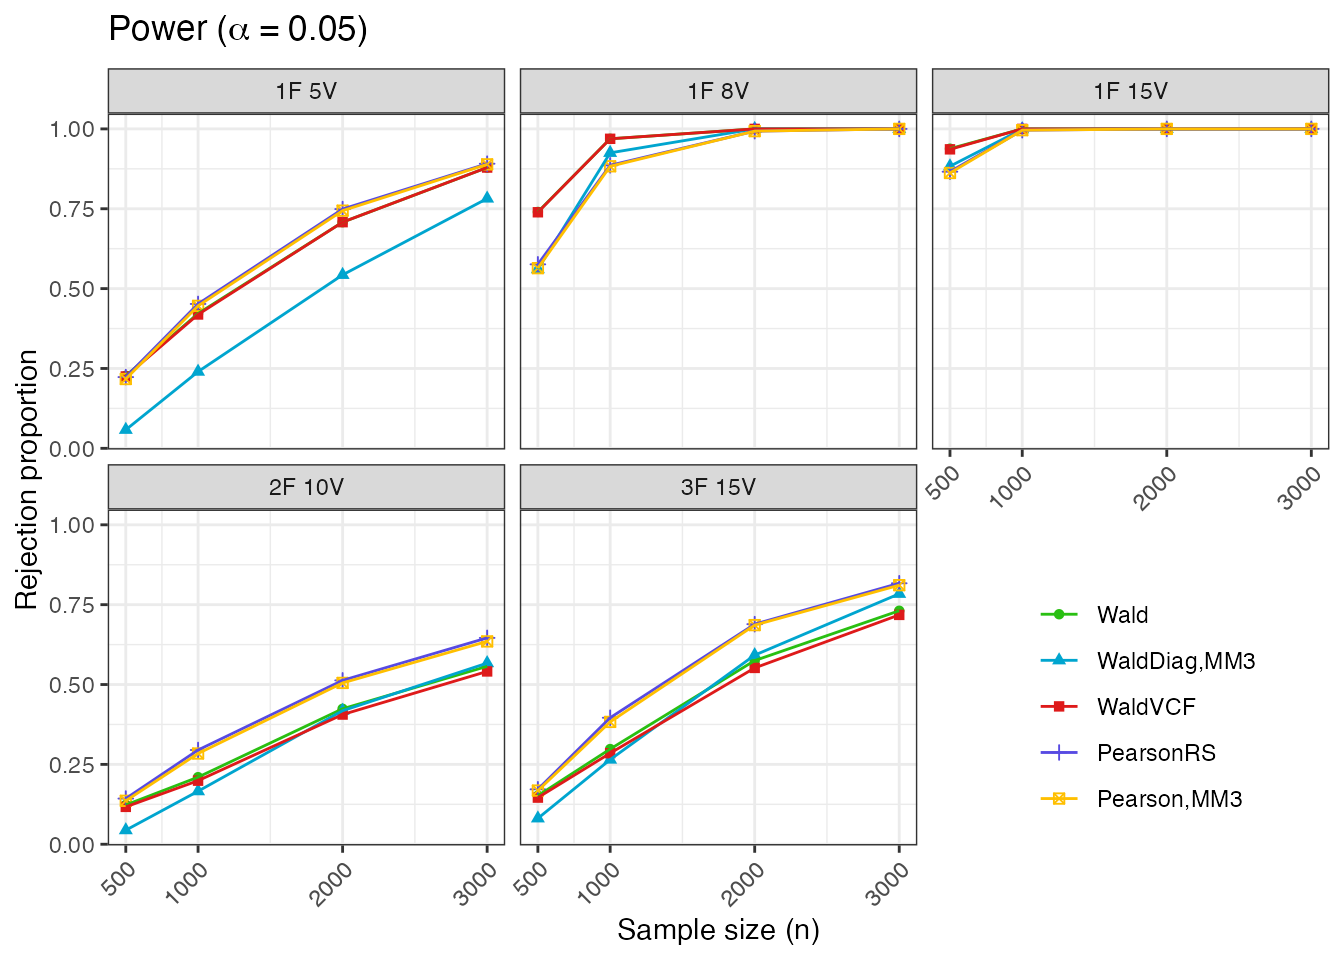 Power (α = 0.05)
1F 5V
1F 8V
1F 15V
1.00
0.75
0.50
0.25
0.00
500
1000
2000
3000
2F 10V
3F 15V
1.00
0.75
0.50
0.25
0.00
500
1000
2000
3000
500
1000
2000
3000
Rejection proportion
Sample size (n)
Wald
WaldDiag,MM3
WaldVCF
PearsonRS
Pearson,MM3